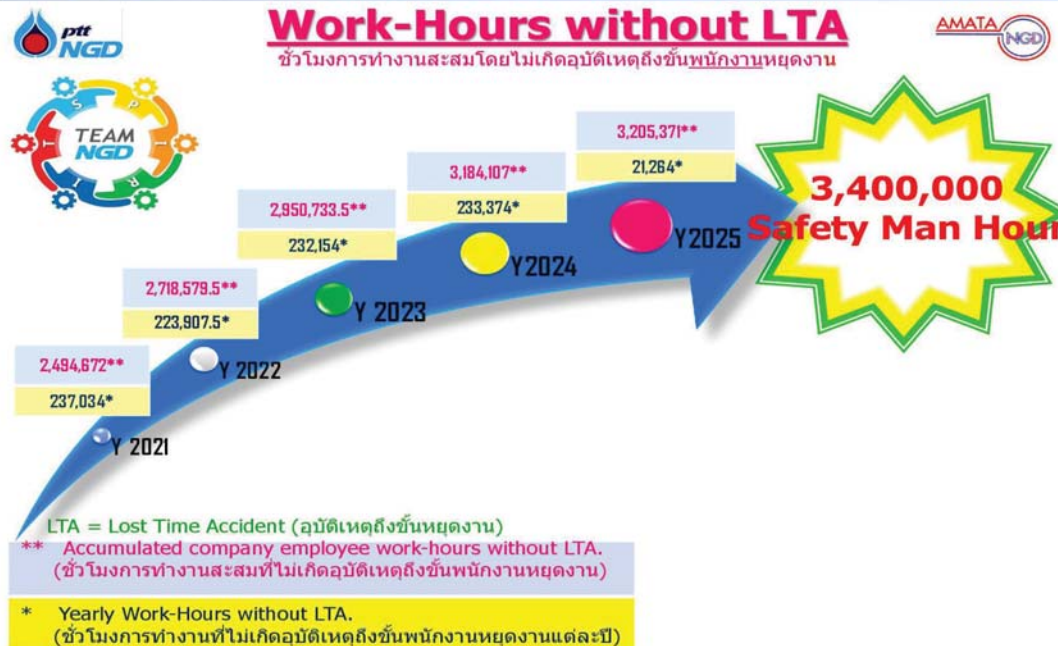 ptt
NGD
Work-Hours without LTA
AMATA
NGD
ชั่วโมงการทำงานสะสมโดยไม่เกิดอุบัติเหตุถึงขั้นพนักงานหยุดงาน
S P I R I T
TEAM
NGD
3,205,371**
21,264*
3,184,107**
233,374*
2,950,733.5**
232,154*
2,718,579.5**
223,907.5*
2,494,672**
237,034*
3,400,000
Safety Man Hour
Y2025
Y2024
Y 2023
Y 2022
Y 2021
LTA = Lost Time Accident (อุบัติเหตุถึงขั้นหยุดงาน)
** Accumulated company employee work-hours without LTA.
(ชั่วโมงการทำงานสะสมที่ไม่เกิดอุบัติเหตุถึงขั้นพนักงานหยุดงาน)
* Yearly Work-Hours without LTA.
(ชั่วโมงการทำงานที่ไม่เกิดอุบัติเหตุถึงขั้นพนักงานหยุดงานแต่ละปี)